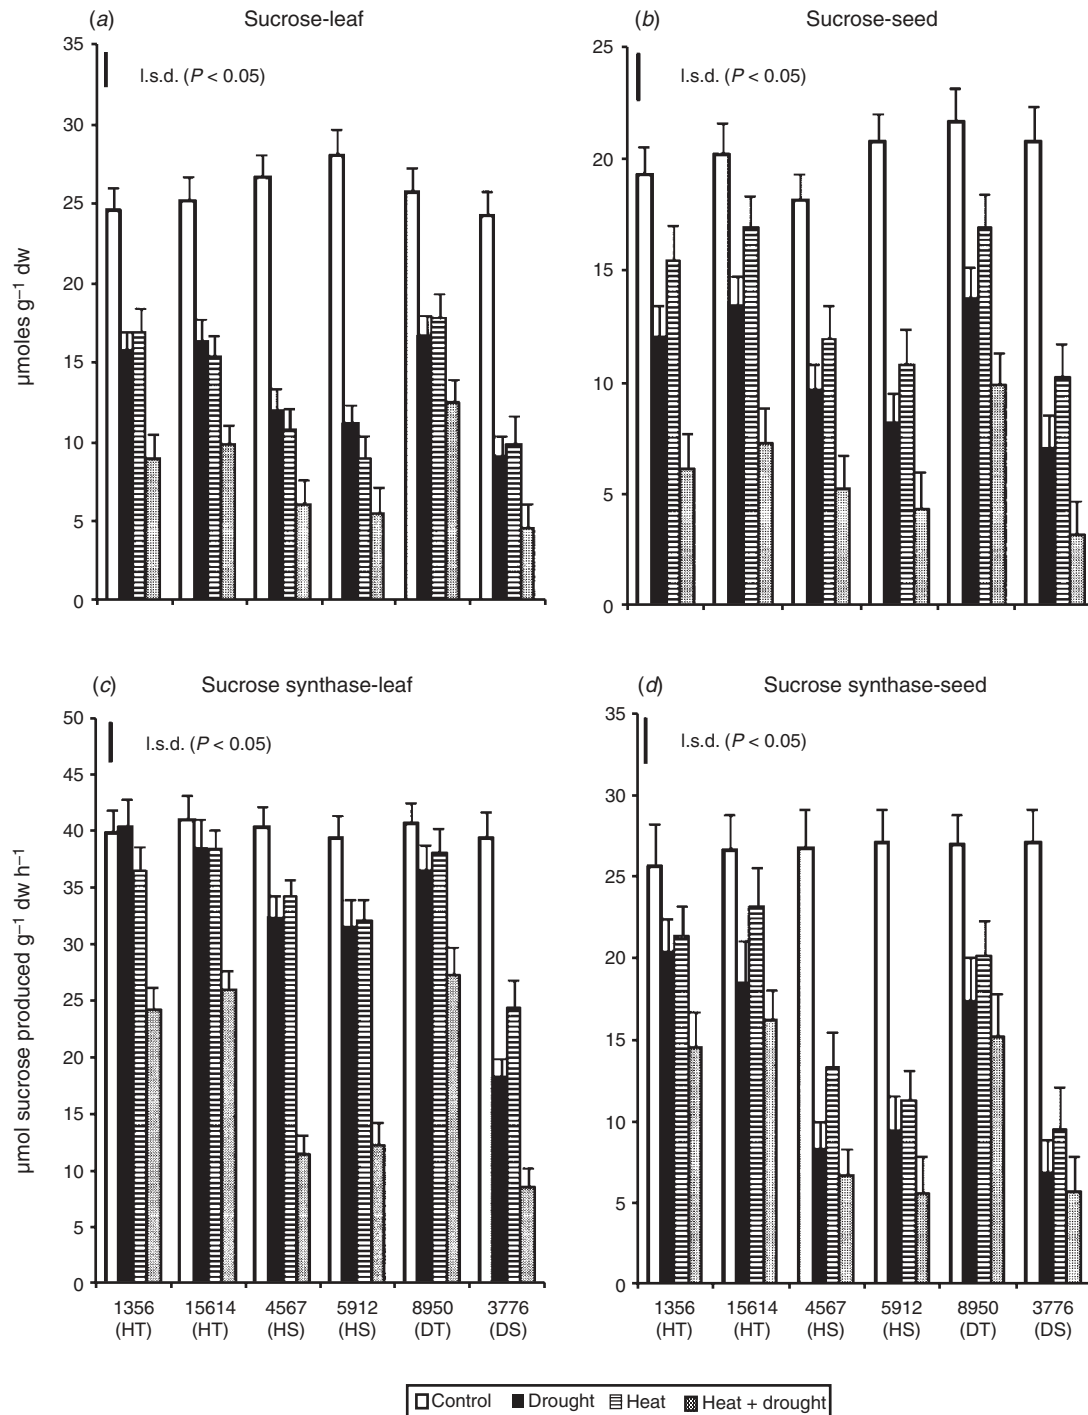 (a) Sucrose-leaf
l.s.d. (P < 0.05)
35
30
25
20
15
10
5
0
µmoles g⁻¹ dw
(b) Sucrose-seed
l.s.d. (P < 0.05)
25
20
15
10
5
0
(c) Sucrose synthase-leaf
l.s.d. (P < 0.05)
50
45
40
35
30
25
20
15
10
5
0
µmol sucrose produced g⁻¹ dw h⁻¹
1356 15614 4567 5912 8950 3776
(HT) (HT) (HS) (HS) (DT) (DS)
(d) Sucrose synthase-seed
l.s.d. (P < 0.05)
35
30
25
20
15
10
5
0
1356 15614 4567 5912 8950 3776
(HT) (HT) (HS) (HS) (DT) (DS)
Control Drought Heat Heat + drought